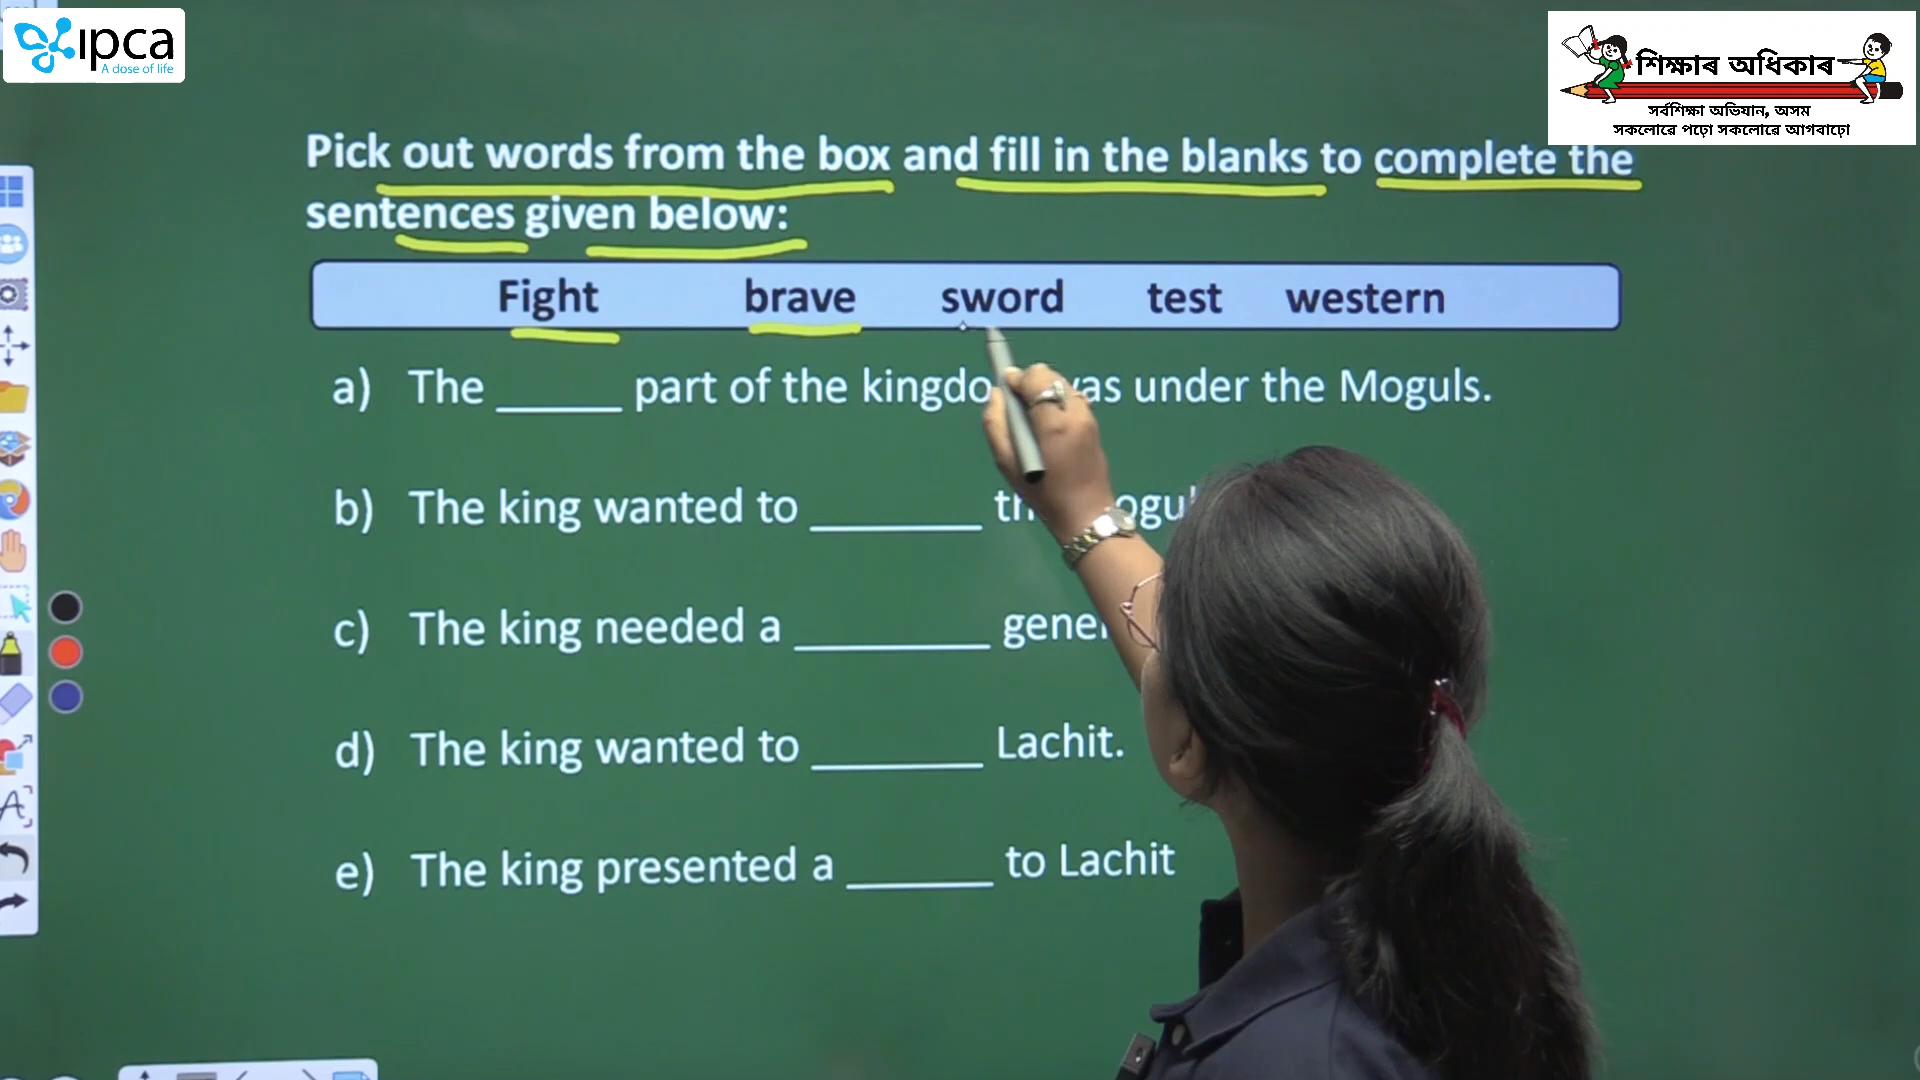 ipca
A dose of life
শিক্ষাৰ অধিকাৰ
সৰ্বশিক্ষা অভিযান, অসম
সকলোৱে পঢ়ো সকলোৱে আগবাঢ়ো
Pick out words from the box and fill in the blanks to complete the
sentences given below:
Fight brave sword test western
a) The ______ part of the kingdo was under the Moguls.
b) The king wanted to ________
c) The king needed a _________
d) The king wanted to ________ Lachit.
e) The king presented a _______ to Lachit